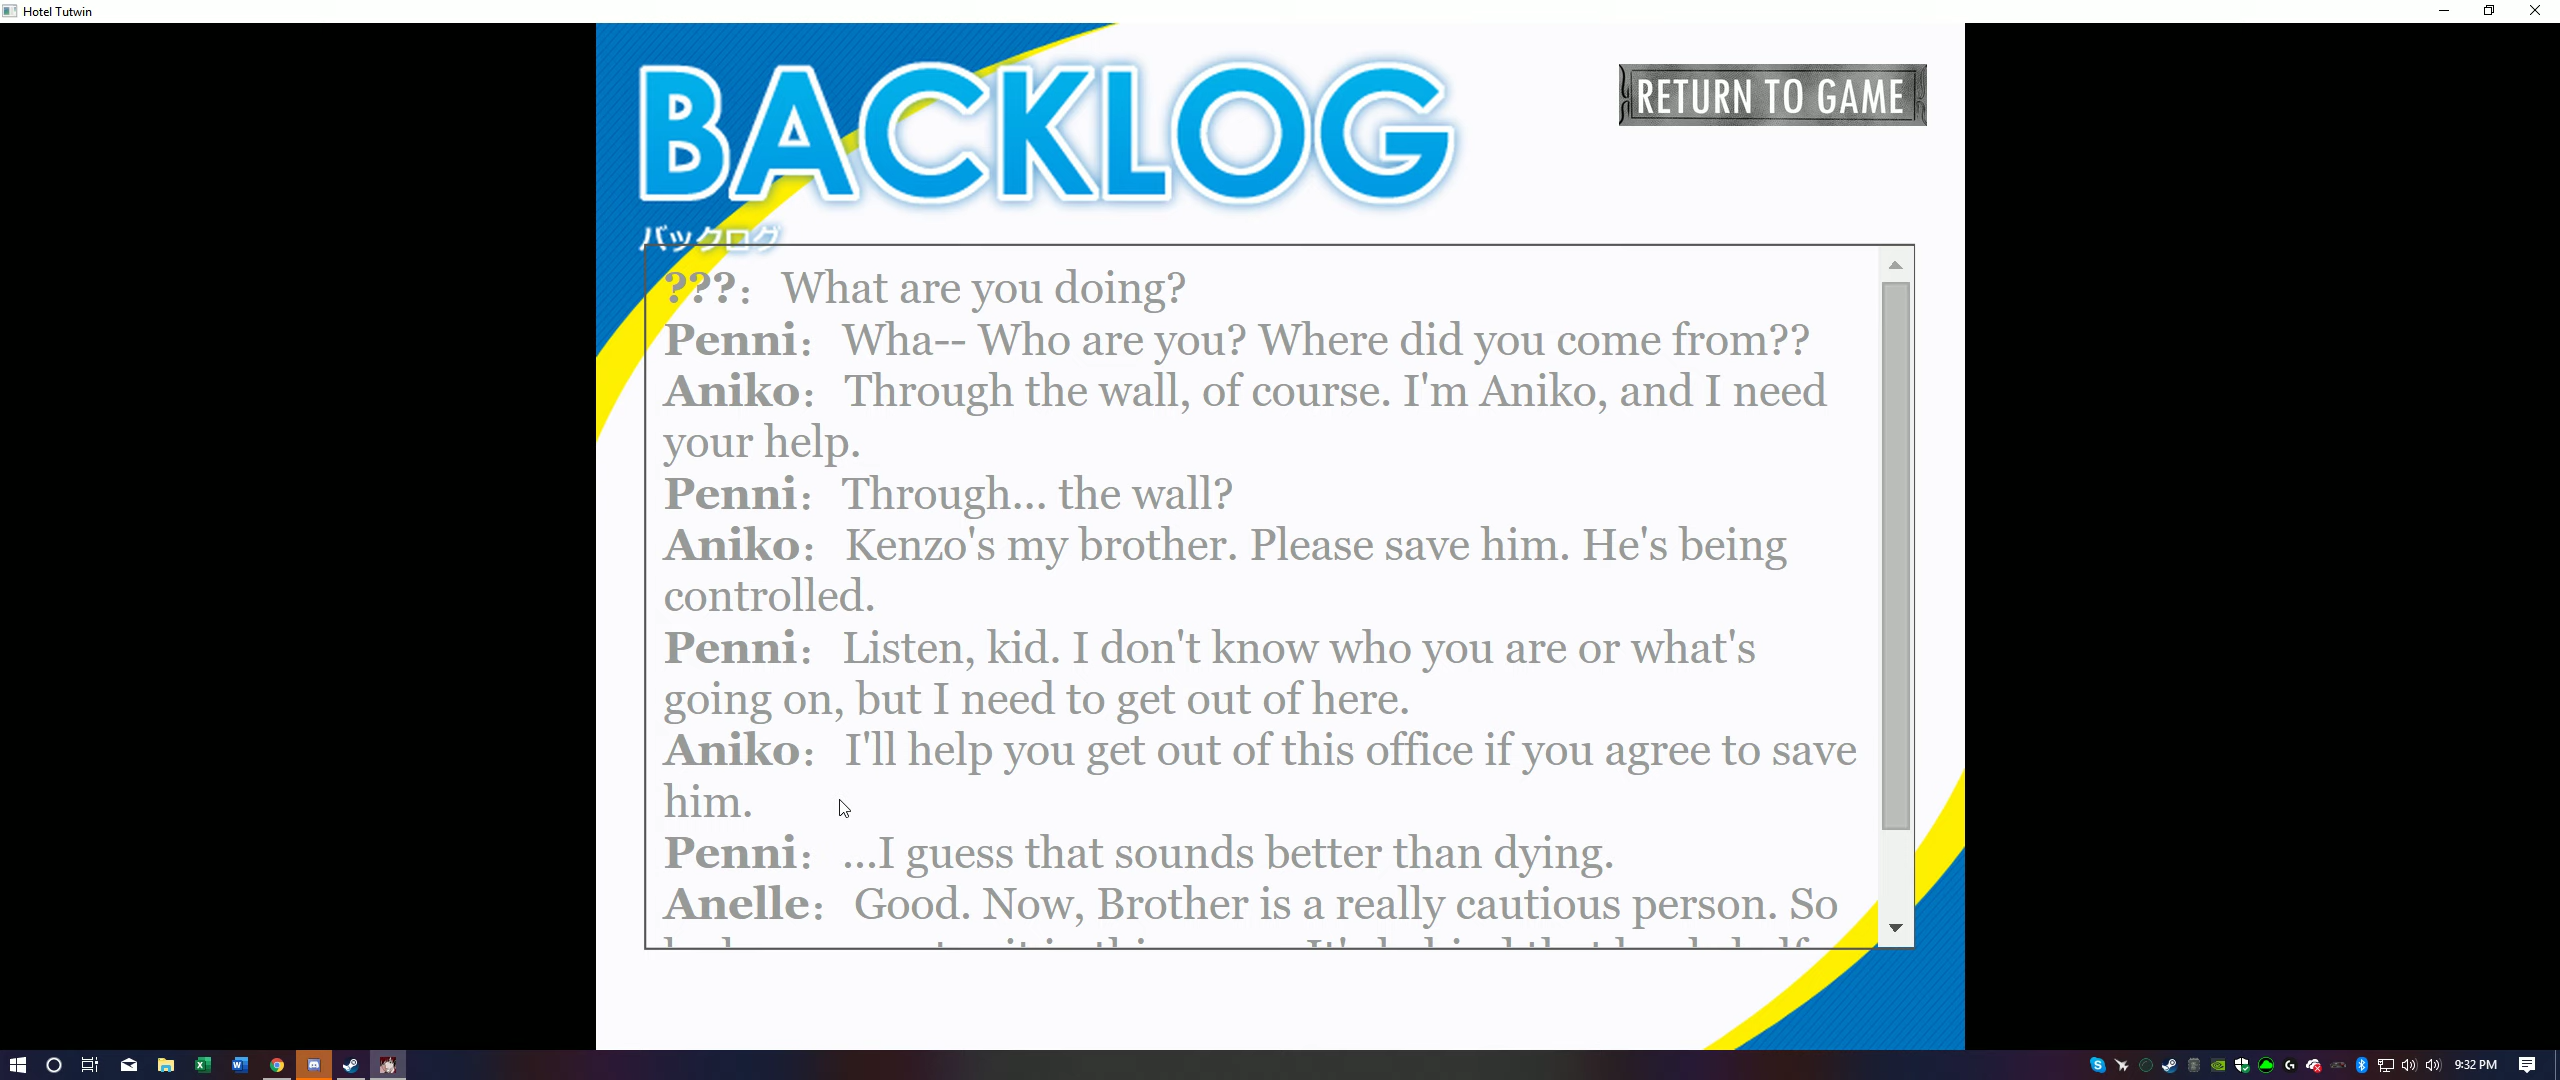 Hotel Tutwin
BACKLOG
RETURN TO GAME
バックログ
???： What are you doing?
Penni： Wha-- Who are you? Where did you come from??
Aniko： Through the wall, of course. I'm Aniko, and I need
your help.
Penni： Through... the wall?
Aniko： Kenzo's my brother. Please save him. He's being
controlled.
Penni： Listen, kid. I don't know who you are or what's
going on, but I need to get out of here.
Aniko： I'll help you get out of this office if you agree to save
him.
Penni： ...I guess that sounds better than dying.
Anelle： Good. Now, Brother is a really cautious person. So
9:32 PM